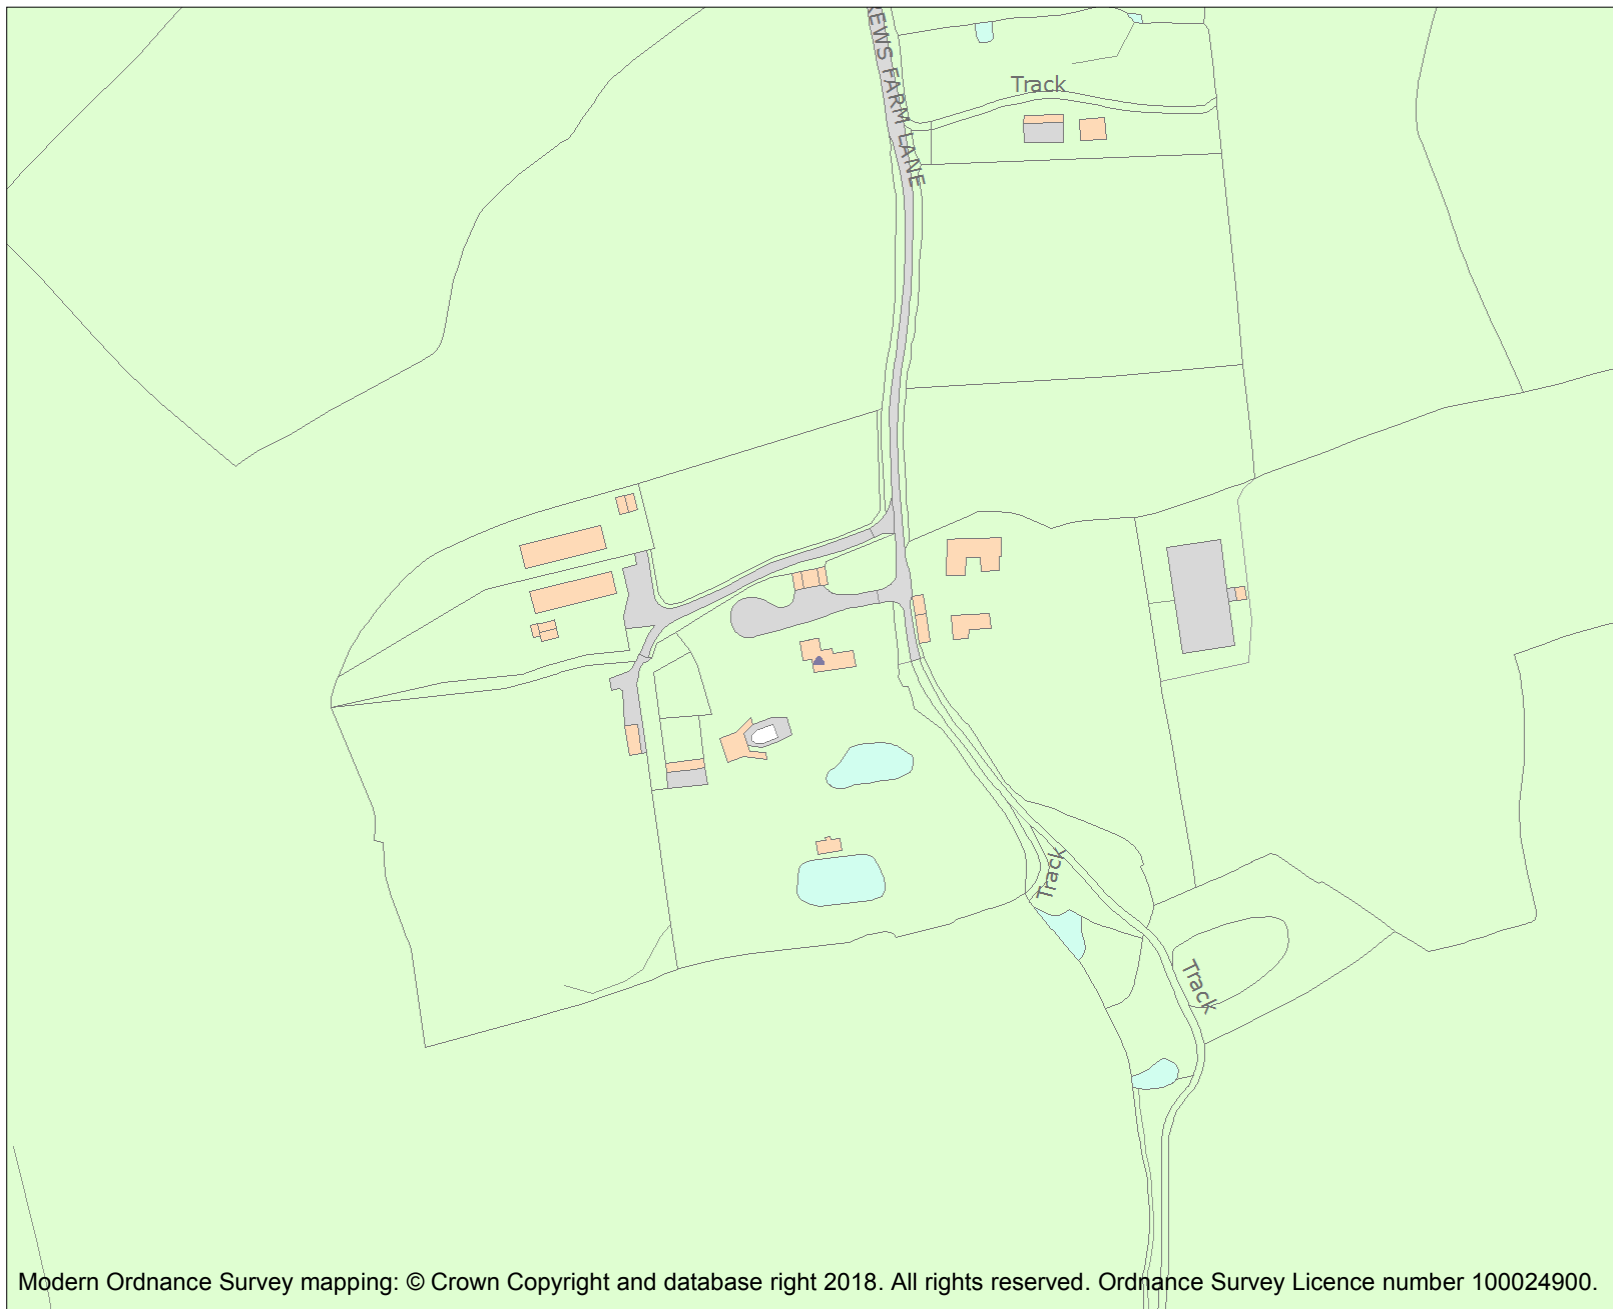 EWS FARM LANE
Track
Track
Track
Modern Ordnance Survey mapping: © Crown Copyright and database right 2018. All rights reserved. Ordnance Survey Licence number 100024900.